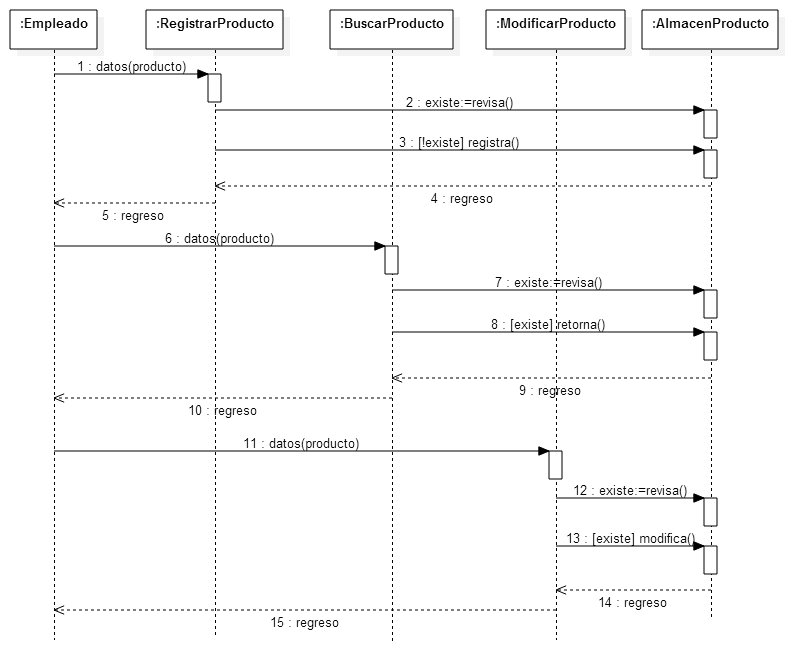 :Empleado
:RegistrarProducto
:BuscarProducto
:ModificarProducto
:AlmacenProducto
1 : datos(producto)
2 : existe:=revisa()
3 : [!existe] registra()
4 : regreso
5 : regreso
6 : datos(producto)
7 : existe:=revisa()
8 : [existe] retorna()
9 : regreso
10 : regreso
11 : datos(producto)
12 : existe:=revisa()
13 : [existe] modifica()
14 : regreso
15 : regreso